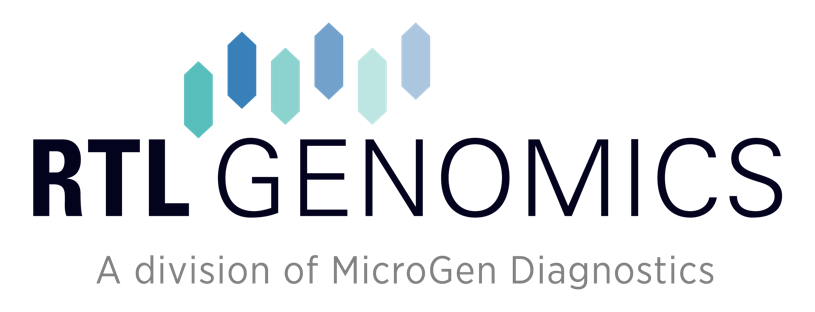 RTL GENOMICS
A division of MicroGen Diagnostics